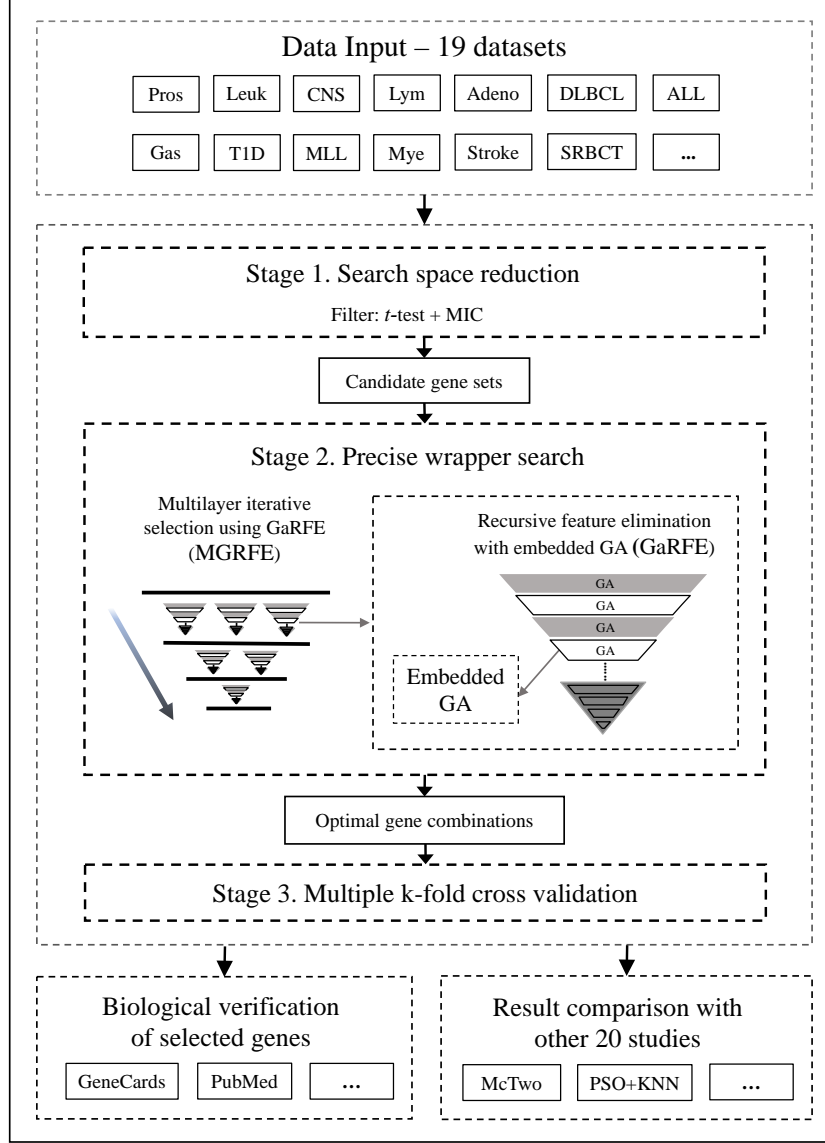 Data Input – 19 datasets
Pros Leuk CNS Lym Adeno DLBCL ALL
Gas T1D MLL Mye Stroke SRBCT ...
Stage 1. Search space reduction
Filter: t-test + MIC
Candidate gene sets
Stage 2. Precise wrapper search
Multilayer iterative
selection using GaRFE
(MGRFE)
Recursive feature elimination
with embedded GA (GaRFE)
GA
GA
GA
GA
Embedded
GA
Optimal gene combinations
Stage 3. Multiple k-fold cross validation
Biological verification
of selected genes
GeneCards PubMed ...
Result comparison with
other 20 studies
McTwo PSO+KNN ...